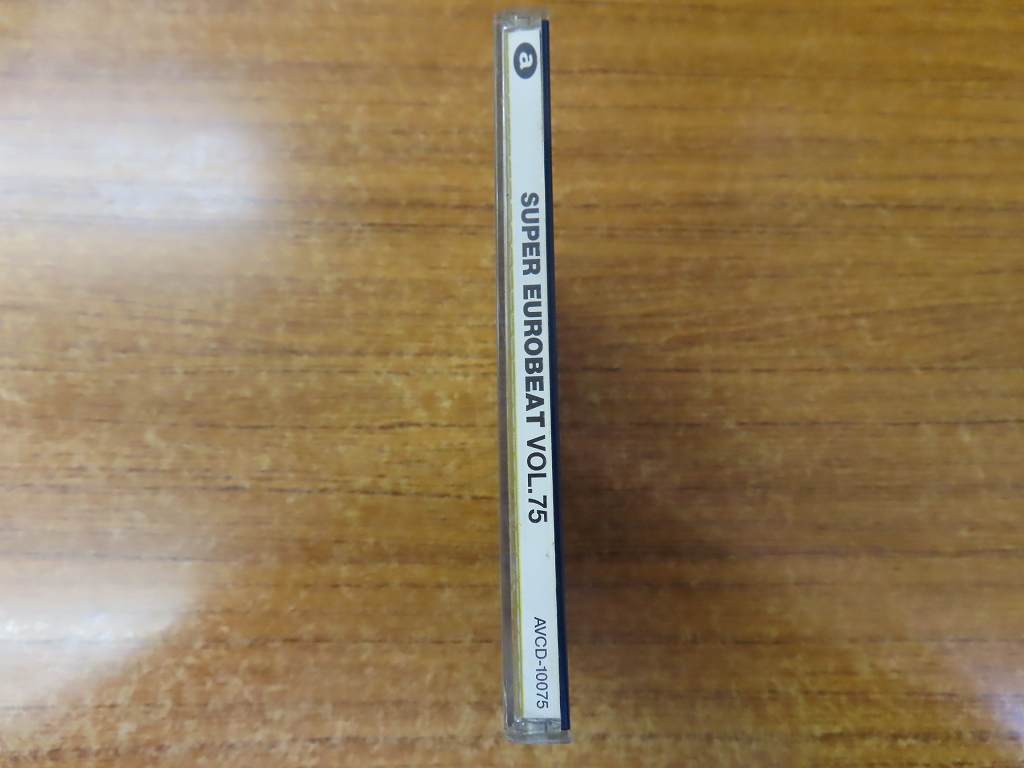 a
SUPER EUROBEAT VOL.75
AVCD-10075